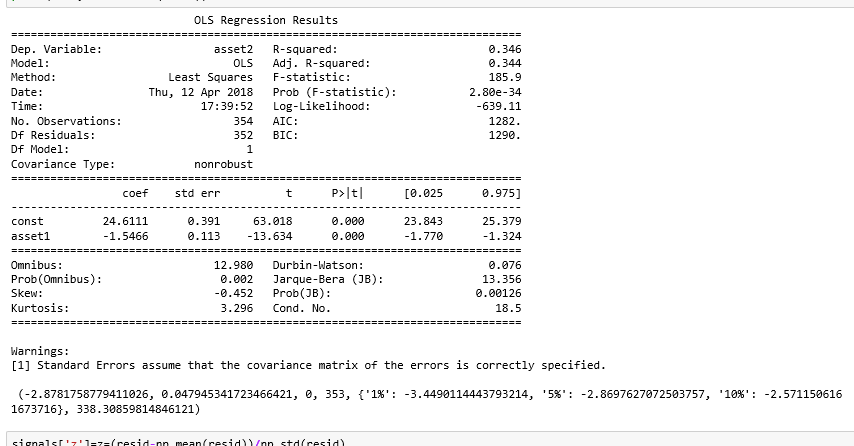 OLS Regression Results
==============================================================================
Dep. Variable: asset2 R-squared: 0.346
Model: OLS Adj. R-squared: 0.344
Method: Least Squares F-statistic: 185.9
Date: Thu, 12 Apr 2018 Prob (F-statistic): 2.80e-34
Time: 17:39:52 Log-Likelihood: -639.11
No. Observations: 354 AIC: 1282.
Df Residuals: 352 BIC: 1290.
Df Model: 1
Covariance Type: nonrobust
==============================================================================
coef std err t P>|t| [0.025 0.975]
------------------------------------------------------------------------------
const 24.6111 0.391 63.018 0.000 23.843 25.379
asset1 -1.5466 0.113 -13.634 0.000 -1.770 -1.324
==============================================================================
Omnibus: 12.980 Durbin-Watson: 0.076
Prob(Omnibus): 0.002 Jarque-Bera (JB): 13.356
Skew: -0.452 Prob(JB): 0.00126
Kurtosis: 3.296 Cond. No. 18.5
==============================================================================
Warnings:
[1] Standard Errors assume that the covariance matrix of the errors is correctly specified.
(-2.8781758779411026, 0.047945341723466421, 0, 353, {'1%': -3.4490114443793214, '5%': -2.8697627072503757, '10%': -2.571150616
1673716}, 338.30859814846121)
signals['z']=z=(resid-np.mean(resid))/np.std(resid)